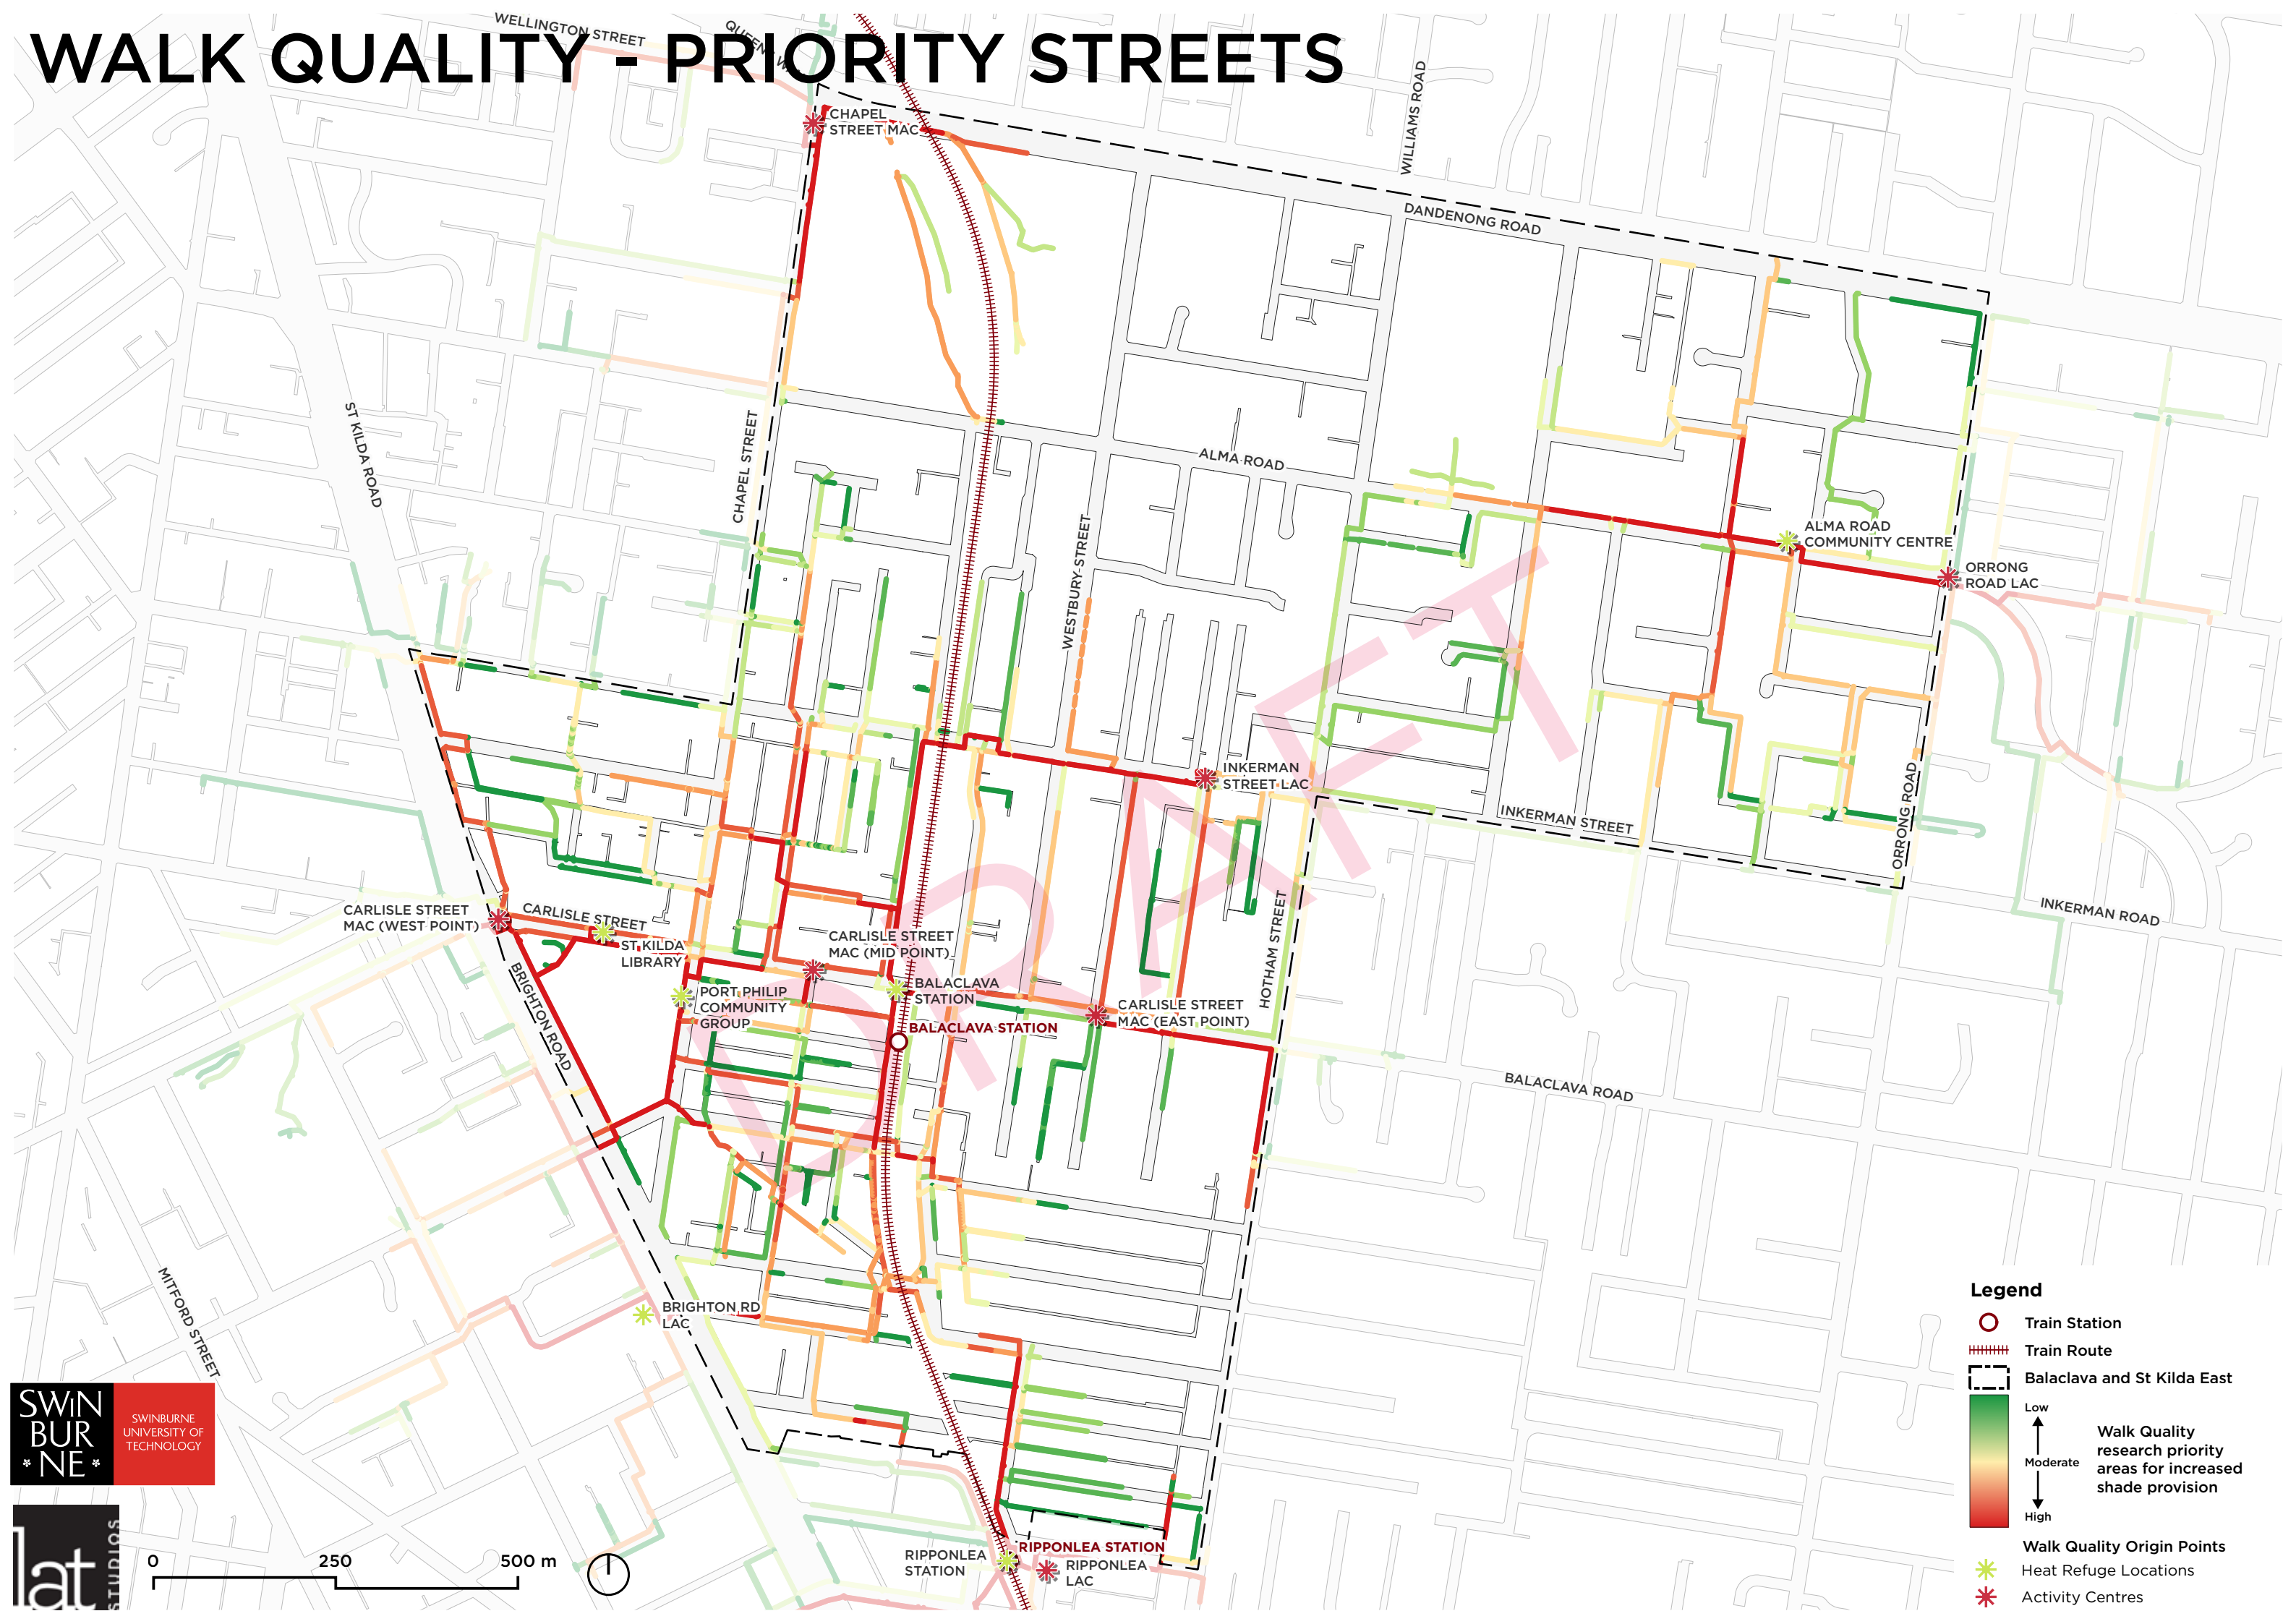 WALK QUALITY - PRIORITY STREETS
WELLINGTON STREET
QUEENS WAY
WILLIAMS ROAD
CHAPEL
STREET MAC
DANDENONG ROAD
ST KILDA ROAD
CHAPEL STREET
ALMA ROAD
WESTBURY STREET
ALMA ROAD
COMMUNITY CENTRE
ORRONG
ROAD LAC
INKERMAN
STREET LAC
INKERMAN STREET
ORRONG ROAD
INKERMAN ROAD
CARLISLE STREET
MAC (WEST POINT)
CARLISLE STREET
ST KILDA
LIBRARY
CARLISLE STREET
MAC (MID POINT)
HOTHAM STREET
BRIGHTON ROAD
PORT PHILIP
COMMUNITY
GROUP
BALACLAVA
STATION
BALACLAVA STATION
CARLISLE STREET
MAC (EAST POINT)
BALACLAVA ROAD
MITFORD STREET
BRIGHTON RD
LAC
RIPPONLEA
STATION
RIPPONLEA STATION
RIPPONLEA
LAC
DRAFT
Legend
Train Station
Train Route
Balaclava and St Kilda East
Low
Moderate
High
Walk Quality
research priority
areas for increased
shade provision
Walk Quality Origin Points
Heat Refuge Locations
Activity Centres
SWIN
BUR
NE
SWINBURNE
UNIVERSITY OF
TECHNOLOGY
lat
STUDIOS
0 250 500 m